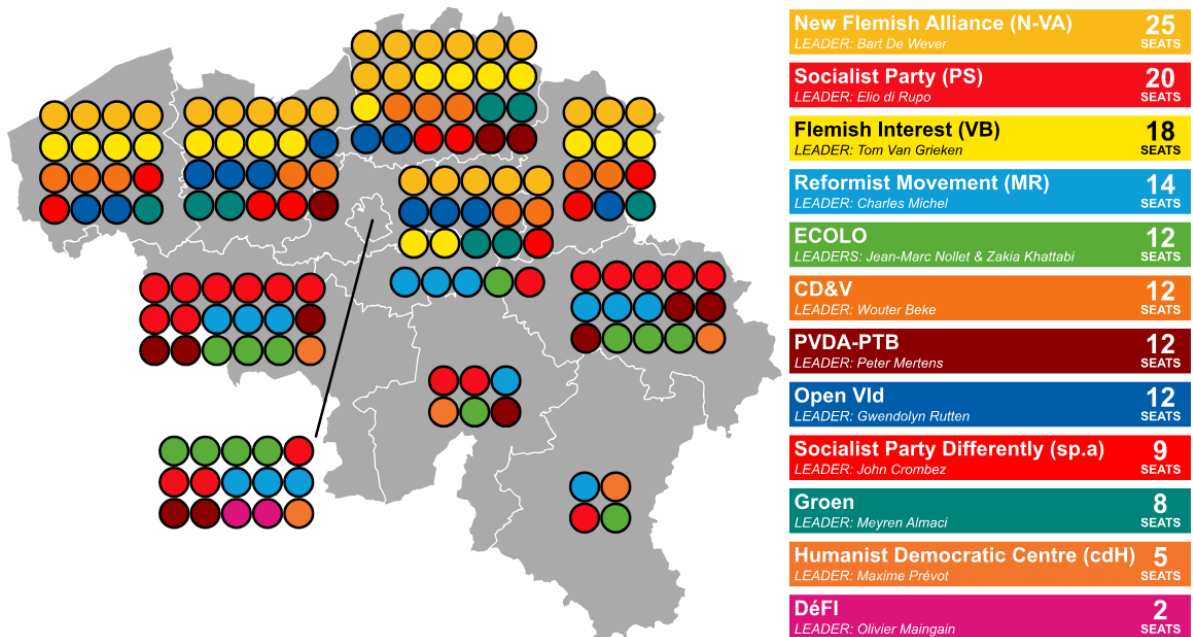 New Flemish Alliance (N-VA)
LEADER: Bart De Wever
25
SEATS
Socialist Party (PS)
LEADER: Elio di Rupo
20
SEATS
Flemish Interest (VB)
LEADER: Tom Van Grieken
18
SEATS
Reformist Movement (MR)
LEADER: Charles Michel
14
SEATS
ECOLO
LEADERS: Jean-Marc Nollet & Zakia Khattabi
12
SEATS
CD&V
LEADER: Wouter Beke
12
SEATS
PVDA-PTB
LEADER: Peter Mertens
12
SEATS
Open Vld
LEADER: Gwendolyn Rutten
12
SEATS
Socialist Party Differently (sp.a)
LEADER: John Crombez
9
SEATS
Groen
LEADER: Meyren Almaci
8
SEATS
Humanist Democratic Centre (cdH)
LEADER: Maxime Prévot
5
SEATS
DéFI
LEADER: Olivier Maingain
2
SEATS